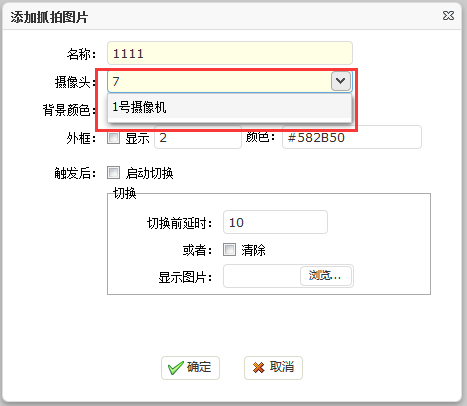 添加抓拍图片
名称： 1111
摄像头： 7
1号摄像机
背景颜色：
外框： 显示 2 颜色： #582B50
触发后： 启动切换
切换
切换前延时： 10
或者： 清除
显示图片： 浏览...
确定 取消